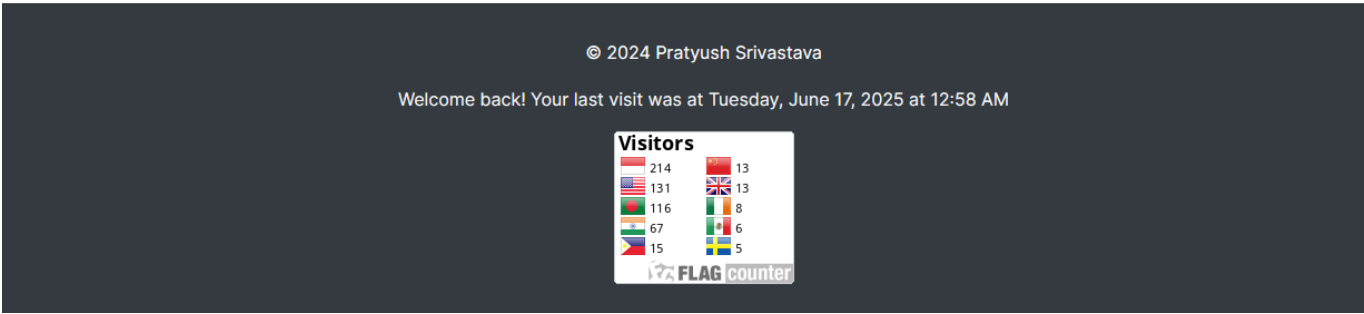 © 2024 Pratyush Srivastava
Welcome back! Your last visit was at Tuesday, June 17, 2025 at 12:58 AM
Visitors
214 13
131 13
116 8
67 6
15 5
FLAG counter